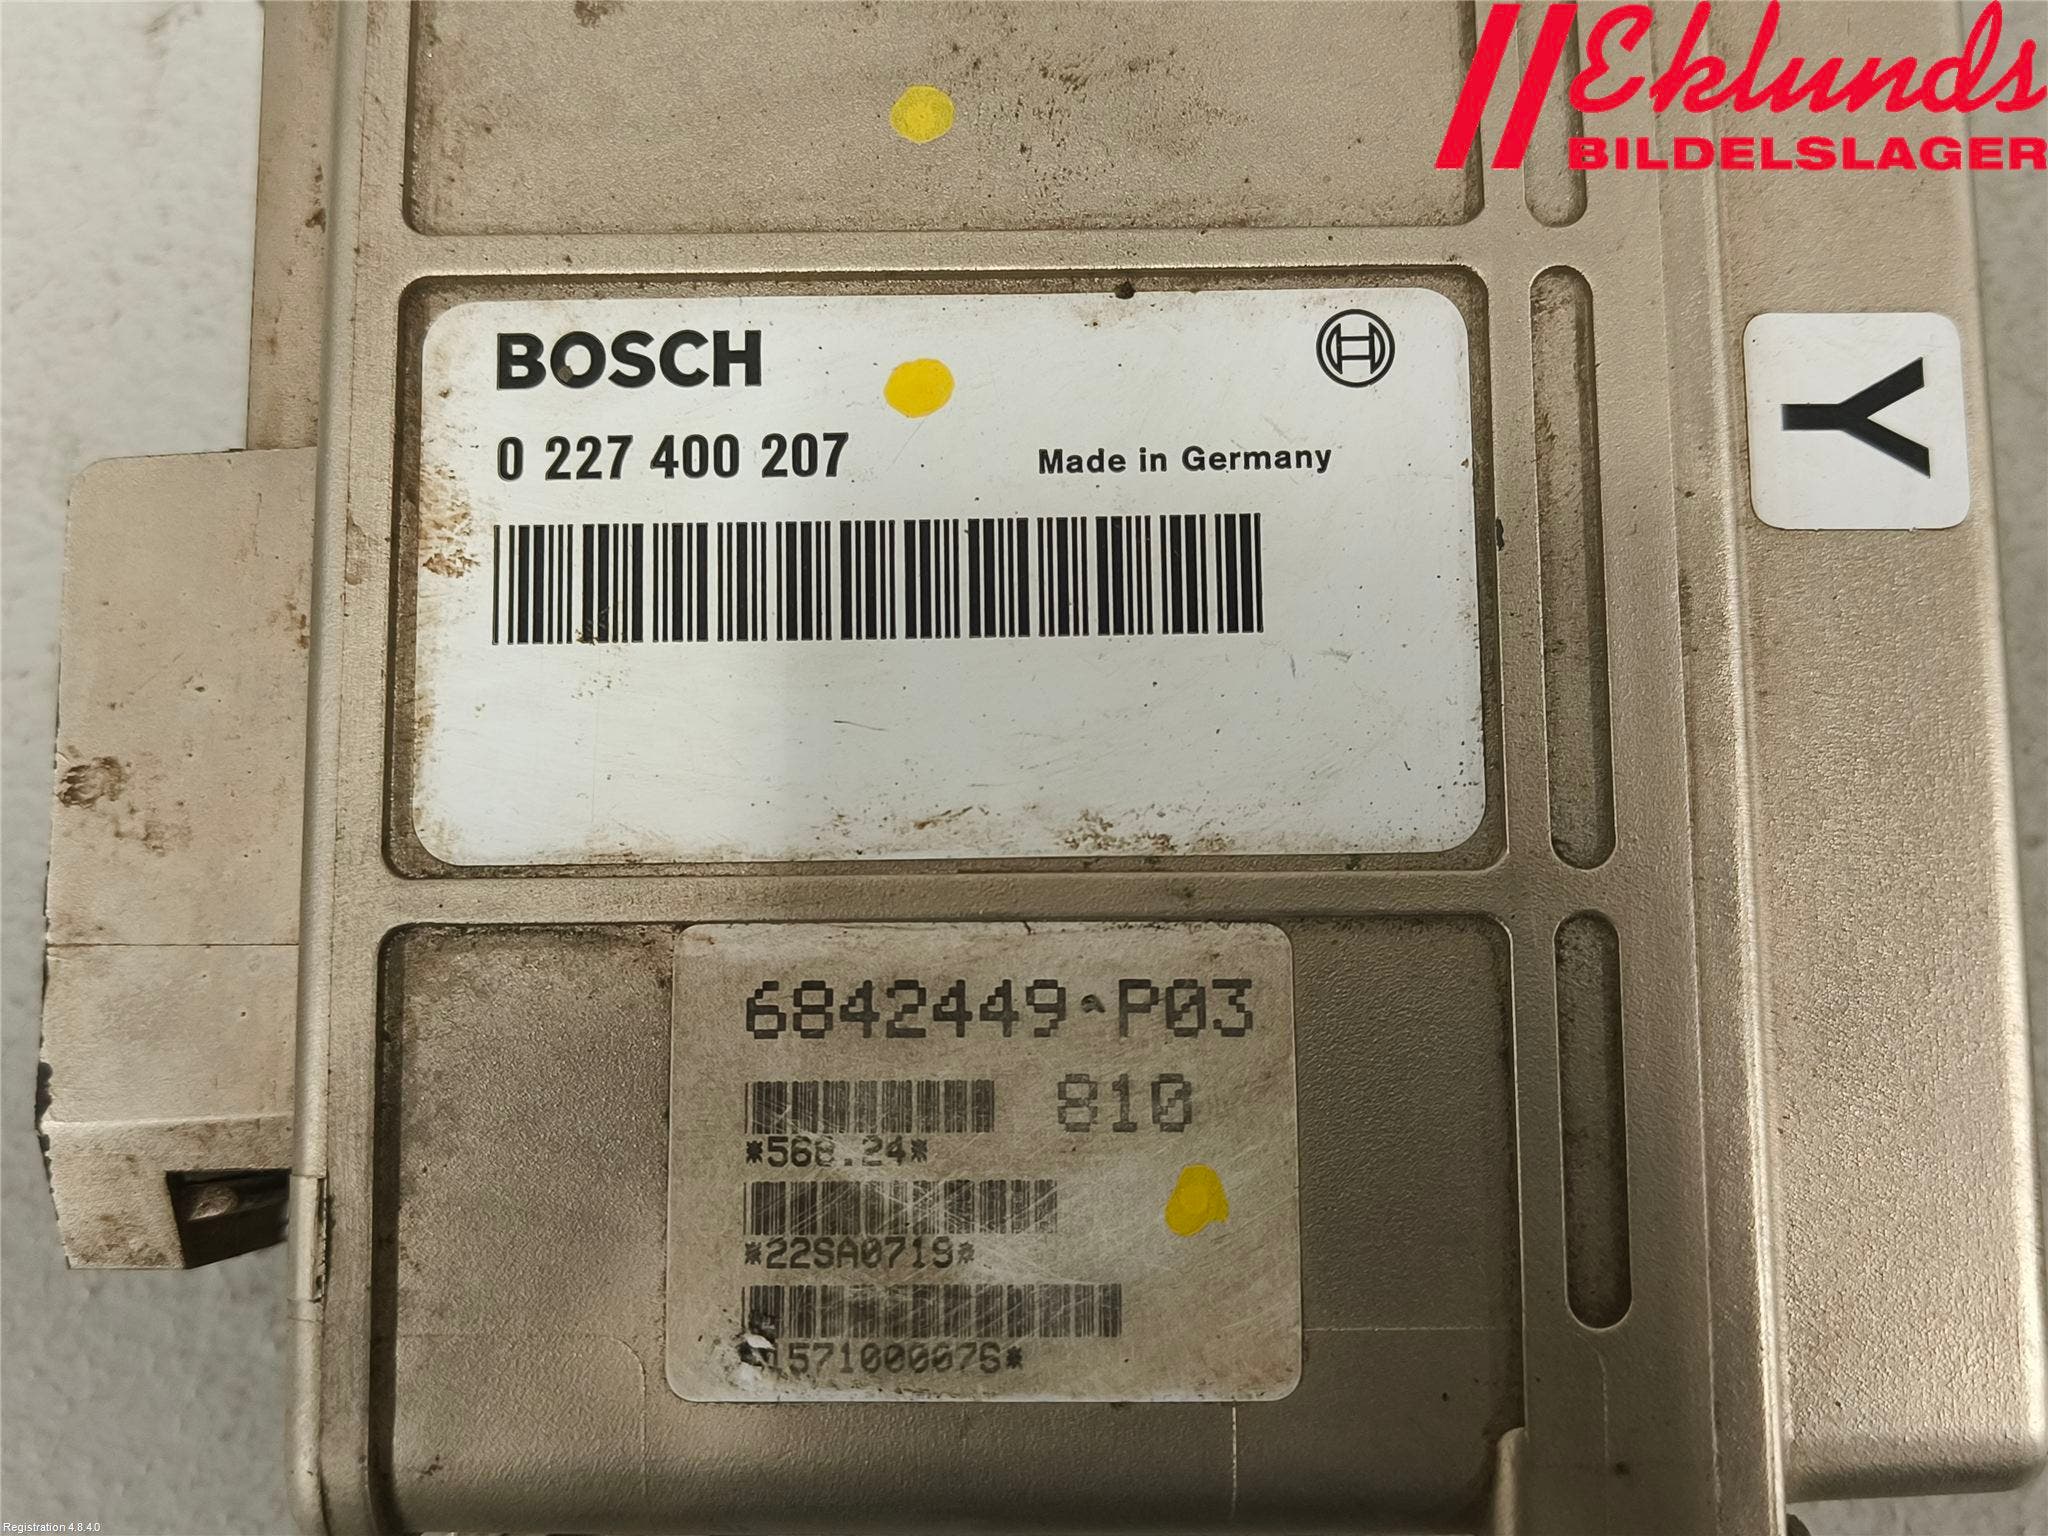 Eklunds
BILDELSLAGER
BOSCH
0 227 400 207
Made in Germany
Y
6842449-P03
810
*568.24*
*22SA0719*
1571000076*
Registration 4.8.4.0